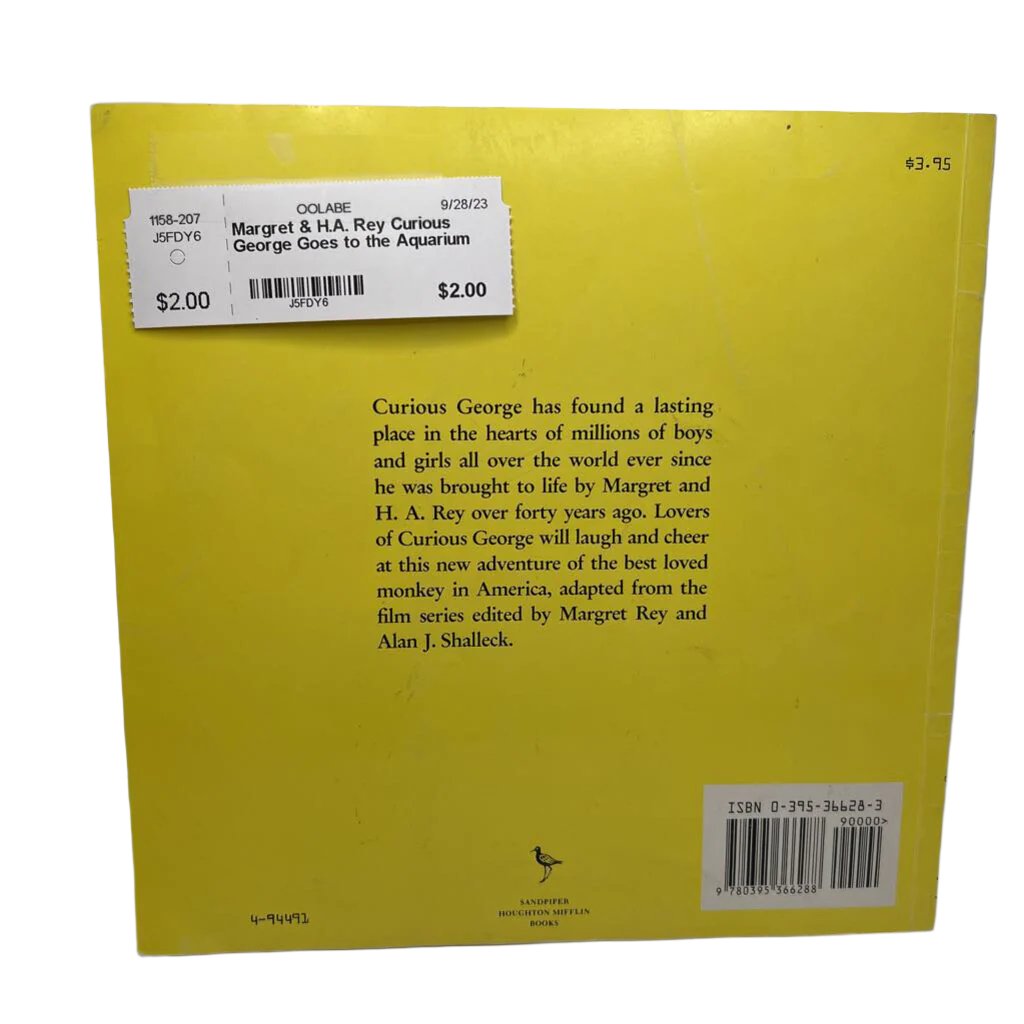 $3.95
1158-207
J5FDY6
$2.00
OOLABE 9/28/23
Margret & H.A. Rey Curious
George Goes to the Aquarium
J5FDY6
$2.00
Curious George has found a lasting
place in the hearts of millions of boys
and girls all over the world ever since
he was brought to life by Margret and
H. A. Rey over forty years ago. Lovers
of Curious George will laugh and cheer
at this new adventure of the best loved
monkey in America, adapted from the
film series edited by Margret Rey and
Alan J. Shalleck.
ISBN 0-395-36628-3
90000>
9 780395 366288
SANDPIPER
HOUGHTON MIFFLIN
BOOKS
4-94491